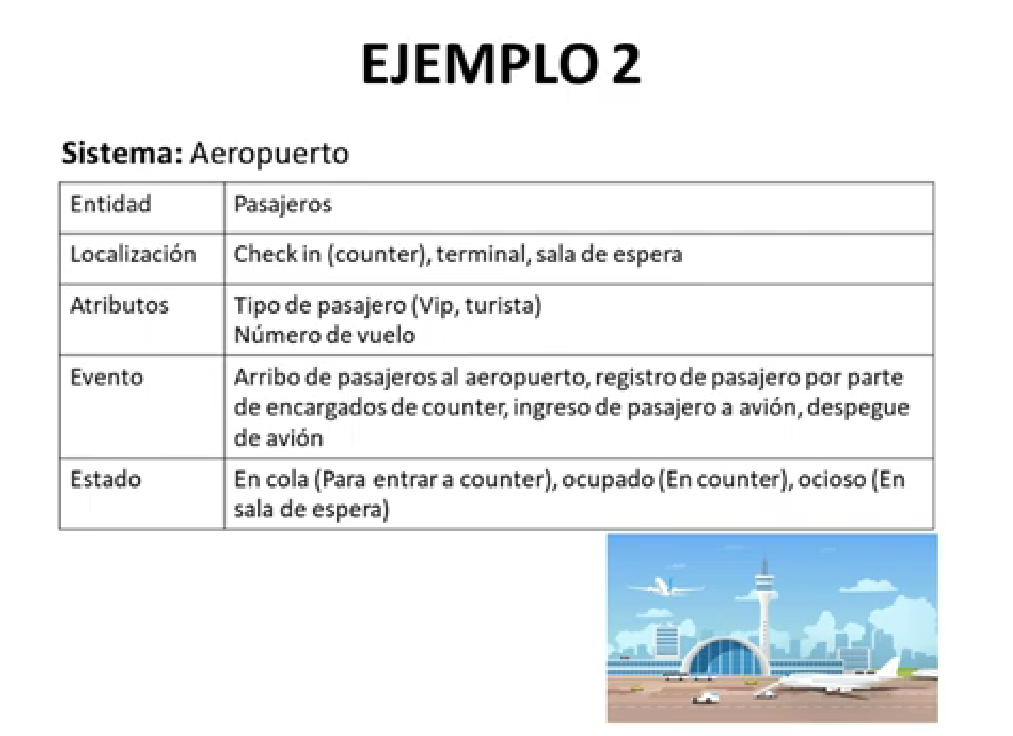 EJEMPLO 2
Sistema: Aeropuerto
Entidad
Pasajeros
Localización
Check in (counter), terminal, sala de espera
Atributos
Tipo de pasajero (Vip, turista)
Número de vuelo
Evento
Arribo de pasajeros al aeropuerto, registro de pasajero por parte
de encargados de counter, ingreso de pasajero a avión, despegue
de avión
Estado
En cola (Para entrar a counter), ocupado (En counter), ocioso (En
sala de espera)